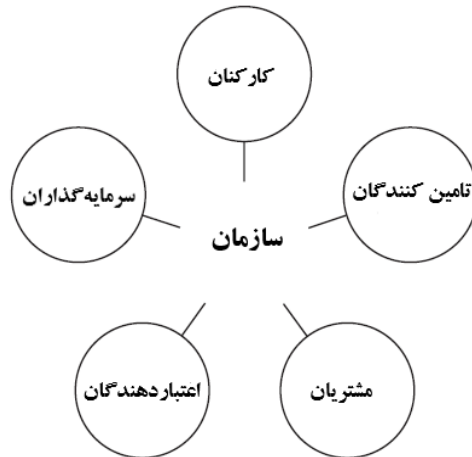 کارکنان
تامین کنندگان
سرمایه‌گذاران
سازمان
مشتریان
اعتباردهندگان